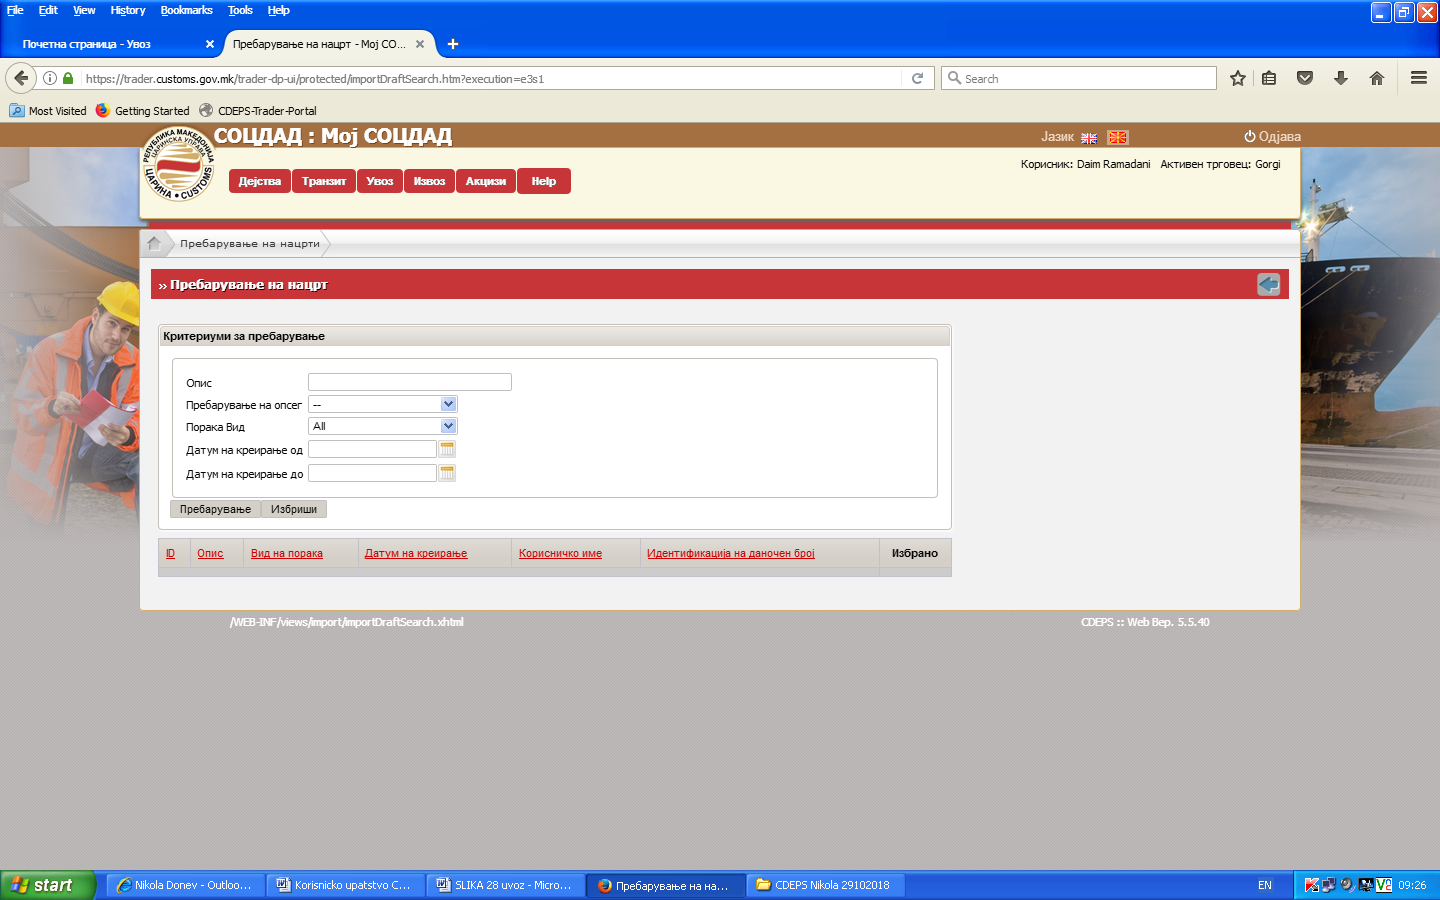 File Edit View History Bookmarks Tools Help
Почетна страница - Увоз
Пребарување на нацрт - Мој СО...
https://trader.customs.gov.mk/trader-dp-ui/protected/importDraftSearch.htm?execution=e3s1
Search
Most Visited Getting Started CDEPS-Trader-Portal
РЕПУБЛИКА МАКЕДОНИЈА
ЦАРИНСКА УПРАВА
ЦАРИНА • CUSTOMS
СОЦДАД : Мој СОЦДАД
Јазик
Одјава
Корисник: Daim Ramadani Активен трговец: Gorgi
Дејства Транзит Увоз Извоз Акцизи Help
Пребарување на нацрти
›› Пребарување на нацрт
Критериуми за пребарување
Опис
Пребарување на опсег --
Порака Вид All
Датум на креирање од
Датум на креирање до
Пребарување Избриши
ID Опис Вид на порака Датум на креирање Корисничко име Идентификација на даночен број Избрано
/WEB-INF/views/import/importDraftSearch.xhtml
CDEPS :: Web Вер. 5.5.40
start
Nikola Donev - Outloo...
Korisnicko upatstvo C...
SLIKA 28 uvoz - Micro...
Пребарување на на...
CDEPS Nikola 29102018
EN
09:26